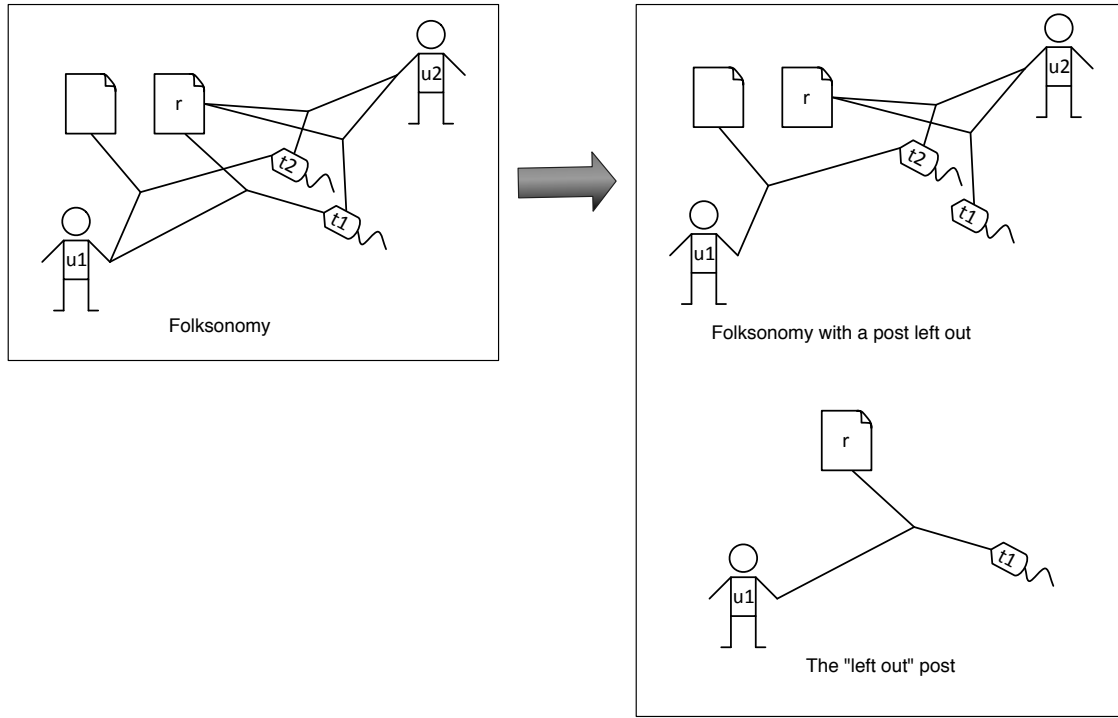 u2
r
t2
t1
u1
Folksonomy
u2
r
t2
t1
u1
Folksonomy with a post left out
r
t1
u1
The "left out" post